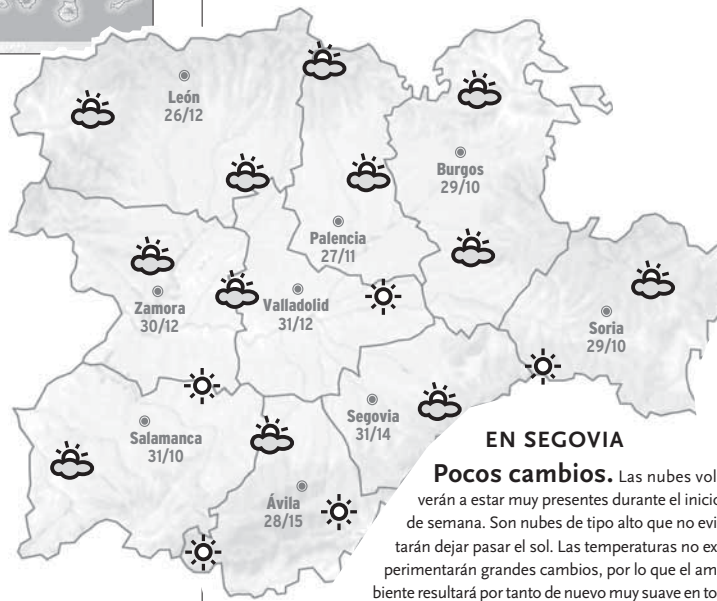 León
26/12
Burgos
29/10
Palencia
27/11
Zamora
30/12
Valladolid
31/12
Soria
29/10
Segovia
31/14
Salamanca
31/10
Ávila
28/15
EN SEGOVIA
Pocos cambios. Las nubes vol
verán a estar muy presentes durante el inicio
de semana. Son nubes de tipo alto que no evi
tarán dejar pasar el sol. Las temperaturas no ex
perimentarán grandes cambios, por lo que el am
biente resultará por tanto de nuevo muy suave en to